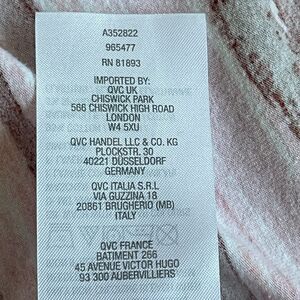 A352822
965477
RN 81893
IMPORTED BY:
QVC UK
CHISWICK PARK
566 CHISWICK HIGH ROAD
LONDON
W4 5XU
QVC HANDEL LLC & CO. KG
PLOCKSTR. 30
40221 DÜSSELDORF
GERMANY
QVC ITALIA S.R.L
VIA GUZZINA 18
20861 BRUGHERIO (MB)
ITALY
QVC FRANCE
BATIMENT 266
45 AVENUE VICTOR HUGO
93 300 AUBERVILLIERS